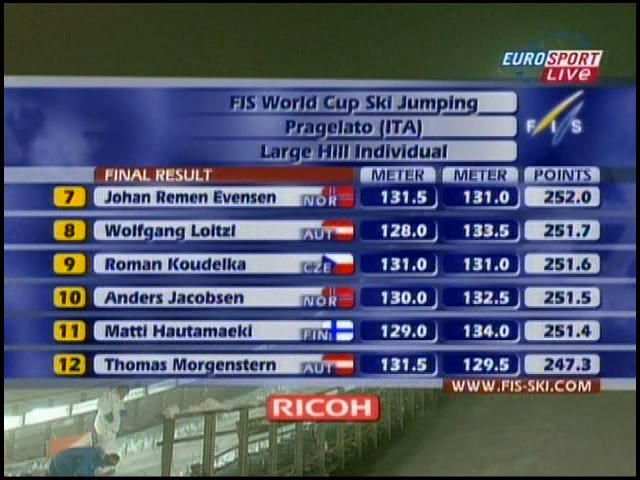 EUROSPORT
LIVE
FIS World Cup Ski Jumping
Pragelato (ITA)
Large Hill Individual
FIS
FINAL RESULT METER METER POINTS
7 Johan Remen Evensen NOR 131.5 131.0 252.0
8 Wolfgang Loitzl AUT 128.0 133.5 251.7
9 Roman Koudelka CZE 131.0 131.0 251.6
10 Anders Jacobsen NOR 130.0 132.5 251.5
11 Matti Hautamaeki FIN 129.0 134.0 251.4
12 Thomas Morgenstern AUT 131.5 129.5 247.3
WWW.FIS-SKI.COM
RICOH